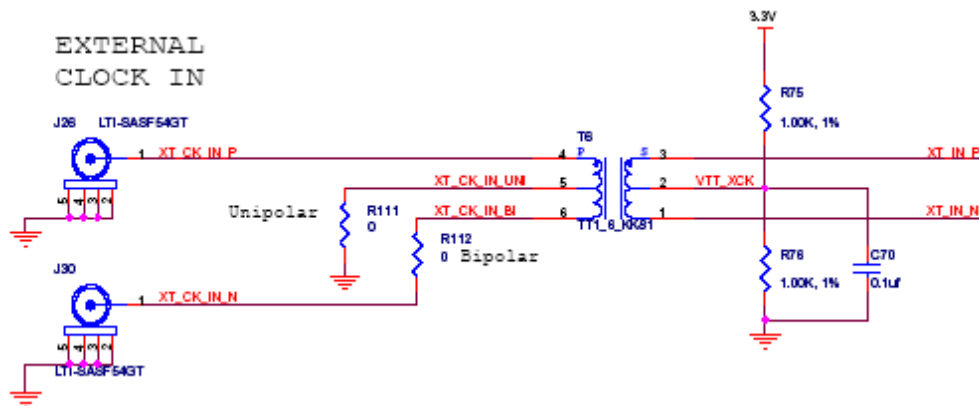 EXTERNAL
CLOCK IN
3.3V
J26 LTI-SASF54GT
1 XT_CK_IN_P
5 4 3 2
Unipolar
XT_CK_IN_UNI
XT_CK_IN_BI
R111
0
R112
0 Bipolar
T6
P S
4 3
5 2
6 1
TT1_6_KK81
R75
1.00K, 1%
XT_IN_P
VTT_XCK
XT_IN_N
R76
1.00K, 1%
C70
0.1uf
J30
1 XT_CK_IN_N
5 4 3 2
LTI-SASF54GT